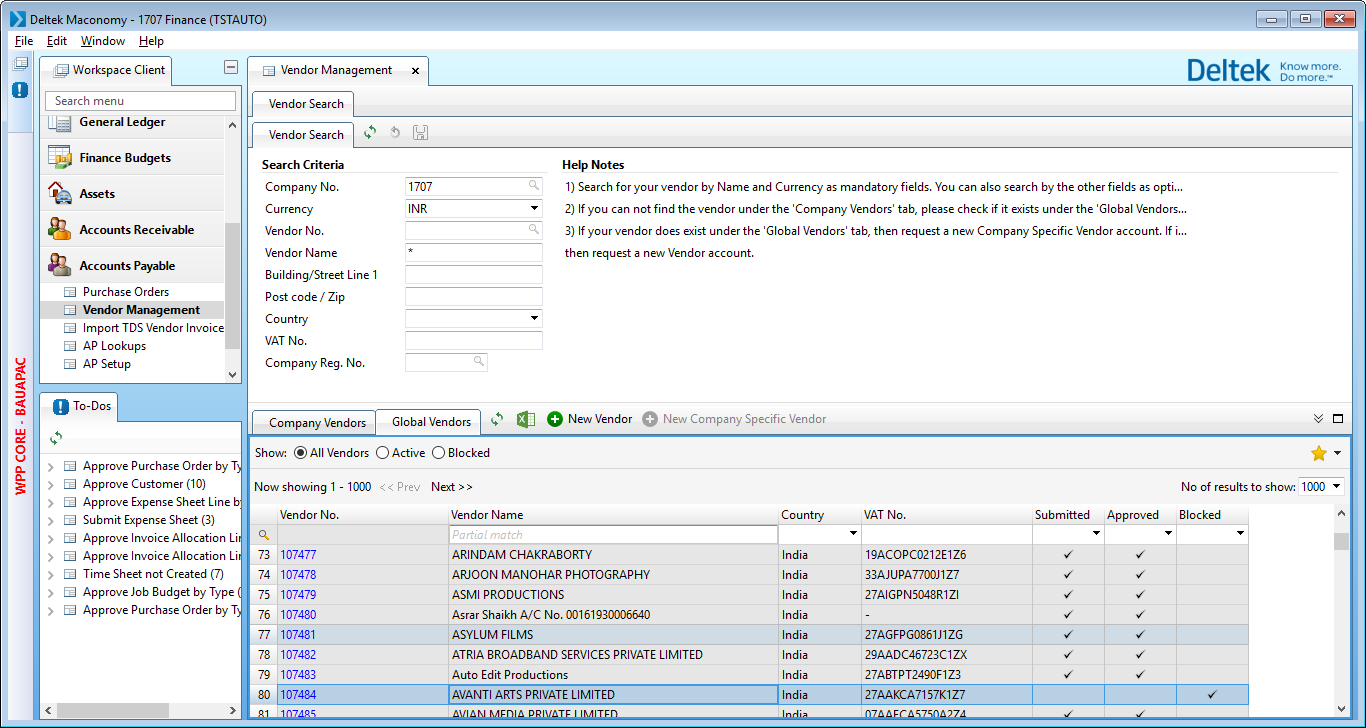 Deltek Maconomy - 1707 Finance (TSTAUTO)
File Edit Window Help
Workspace Client
Search menu
General Ledger
Finance Budgets
Assets
Accounts Receivable
Accounts Payable
Purchase Orders
Vendor Management
Import TDS Vendor Invoice
AP Lookups
AP Setup
WPP CORE - BAUAPAC
To-Dos
Approve Purchase Order by Ty
Approve Customer (10)
Approve Expense Sheet Line by
Submit Expense Sheet (3)
Approve Invoice Allocation Lin
Approve Invoice Allocation Lin
Time Sheet not Created (7)
Approve Job Budget by Type (
Approve Purchase Order by Ty
Vendor Management
Deltek Know more.
Do more.™
Vendor Search
Vendor Search
Search Criteria
Company No. 1707
Currency INR
Vendor No.
Vendor Name *
Building/Street Line 1
Post code / Zip
Country
VAT No.
Company Reg. No.
Help Notes
1) Search for your vendor by Name and Currency as mandatory fields. You can also search by the other fields as opti...
2) If you can not find the vendor under the 'Company Vendors' tab, please check if it exists under the 'Global Vendors...
3) If your vendor does exist under the 'Global Vendors' tab, then request a new Company Specific Vendor account. If i...
then request a new Vendor account.
Company Vendors Global Vendors New Vendor New Company Specific Vendor
Show: All Vendors Active Blocked
Now showing 1 - 1000 << Prev Next >> No of results to show: 1000
Vendor No. Vendor Name Country VAT No. Submitted Approved Blocked
Partial match
73 107477 ARINDAM CHAKRABORTY India 19ACOPC0212E1Z6 ✓ ✓
74 107478 ARJOON MANOHAR PHOTOGRAPHY India 33AJUPA7700J1Z7 ✓ ✓
75 107479 ASMI PRODUCTIONS India 27AIGPN5048R1ZI ✓ ✓
76 107480 Asrar Shaikh A/C No. 00161930006640 India - ✓ ✓
77 107481 ASYLUM FILMS India 27AGFPG0861J1ZG ✓ ✓
78 107482 ATRIA BROADBAND SERVICES PRIVATE LIMITED India 29AADC46723C1ZX ✓ ✓
79 107483 Auto Edit Productions India 27ABTPT2490F1Z3 ✓ ✓
80 107484 AVANTI ARTS PRIVATE LIMITED India 27AAKCA7157K1Z7 ✓
81 107485 AVIAN MEDIA PRIVATE LIMITED India 07AAECA5750A2Z4 ✓ ✓